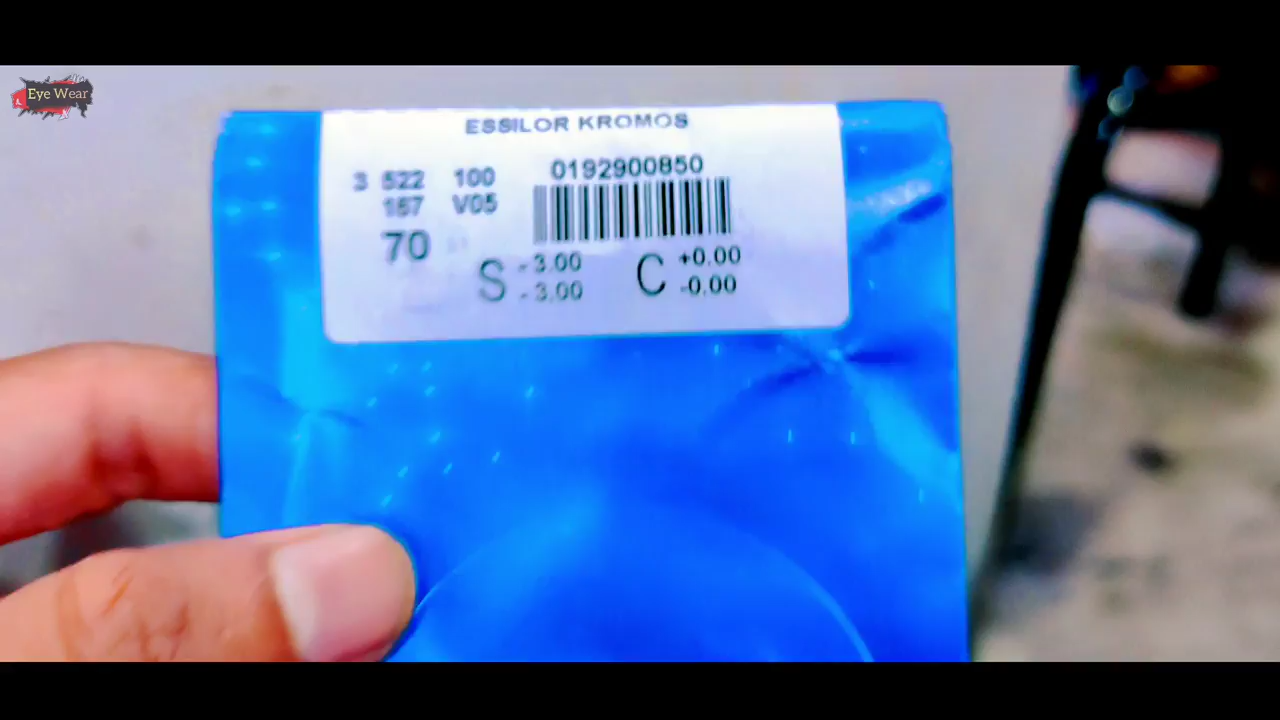 Eye Wear
ESSILOR KROMOS
3 522 100 0192900850
167 V05
70
S -3.00 C +0.00
-3.00 -0.00